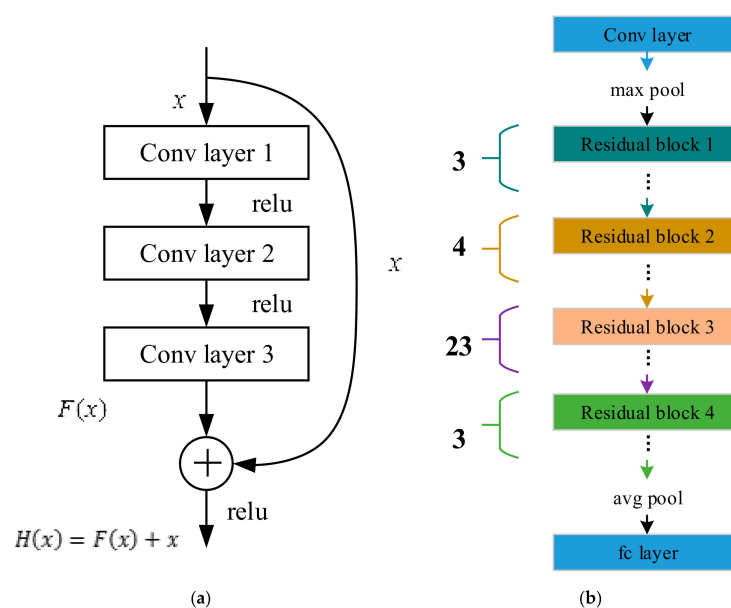 x
Conv layer 1
relu
Conv layer 2
x
relu
Conv layer 3
F(x)
+
relu
H(x) = F(x) + x
(a)
Conv layer
max pool
3
Residual block 1
...
4
Residual block 2
...
23
Residual block 3
...
3
Residual block 4
...
avg pool
fc layer
(b)